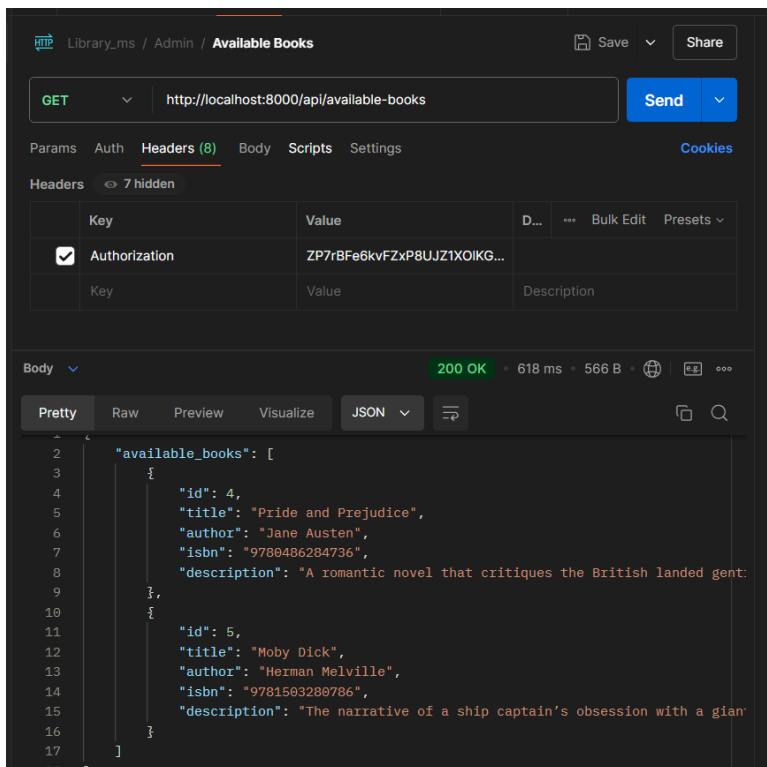 HTTP Library_ms / Admin / Available Books Save Share
GET http://localhost:8000/api/available-books Send
Params Auth Headers (8) Body Scripts Settings Cookies
Headers 7 hidden
Key Value D... Bulk Edit Presets
Authorization ZP7rBFe6kvFZxP8UJZ1XOlKG...
Key Value Description
Body 200 OK 618 ms 566 B e.g.
Pretty Raw Preview Visualize JSON
1 {
2 "available_books": [
3 {
4 "id": 4,
5 "title": "Pride and Prejudice",
6 "author": "Jane Austen",
7 "isbn": "9780486284736",
8 "description": "A romantic novel that critiques the British landed gent
9 },
10 {
11 "id": 5,
12 "title": "Moby Dick",
13 "author": "Herman Melville",
14 "isbn": "9781503280786",
15 "description": "The narrative of a ship captain’s obsession with a gian
16 }
17 ]